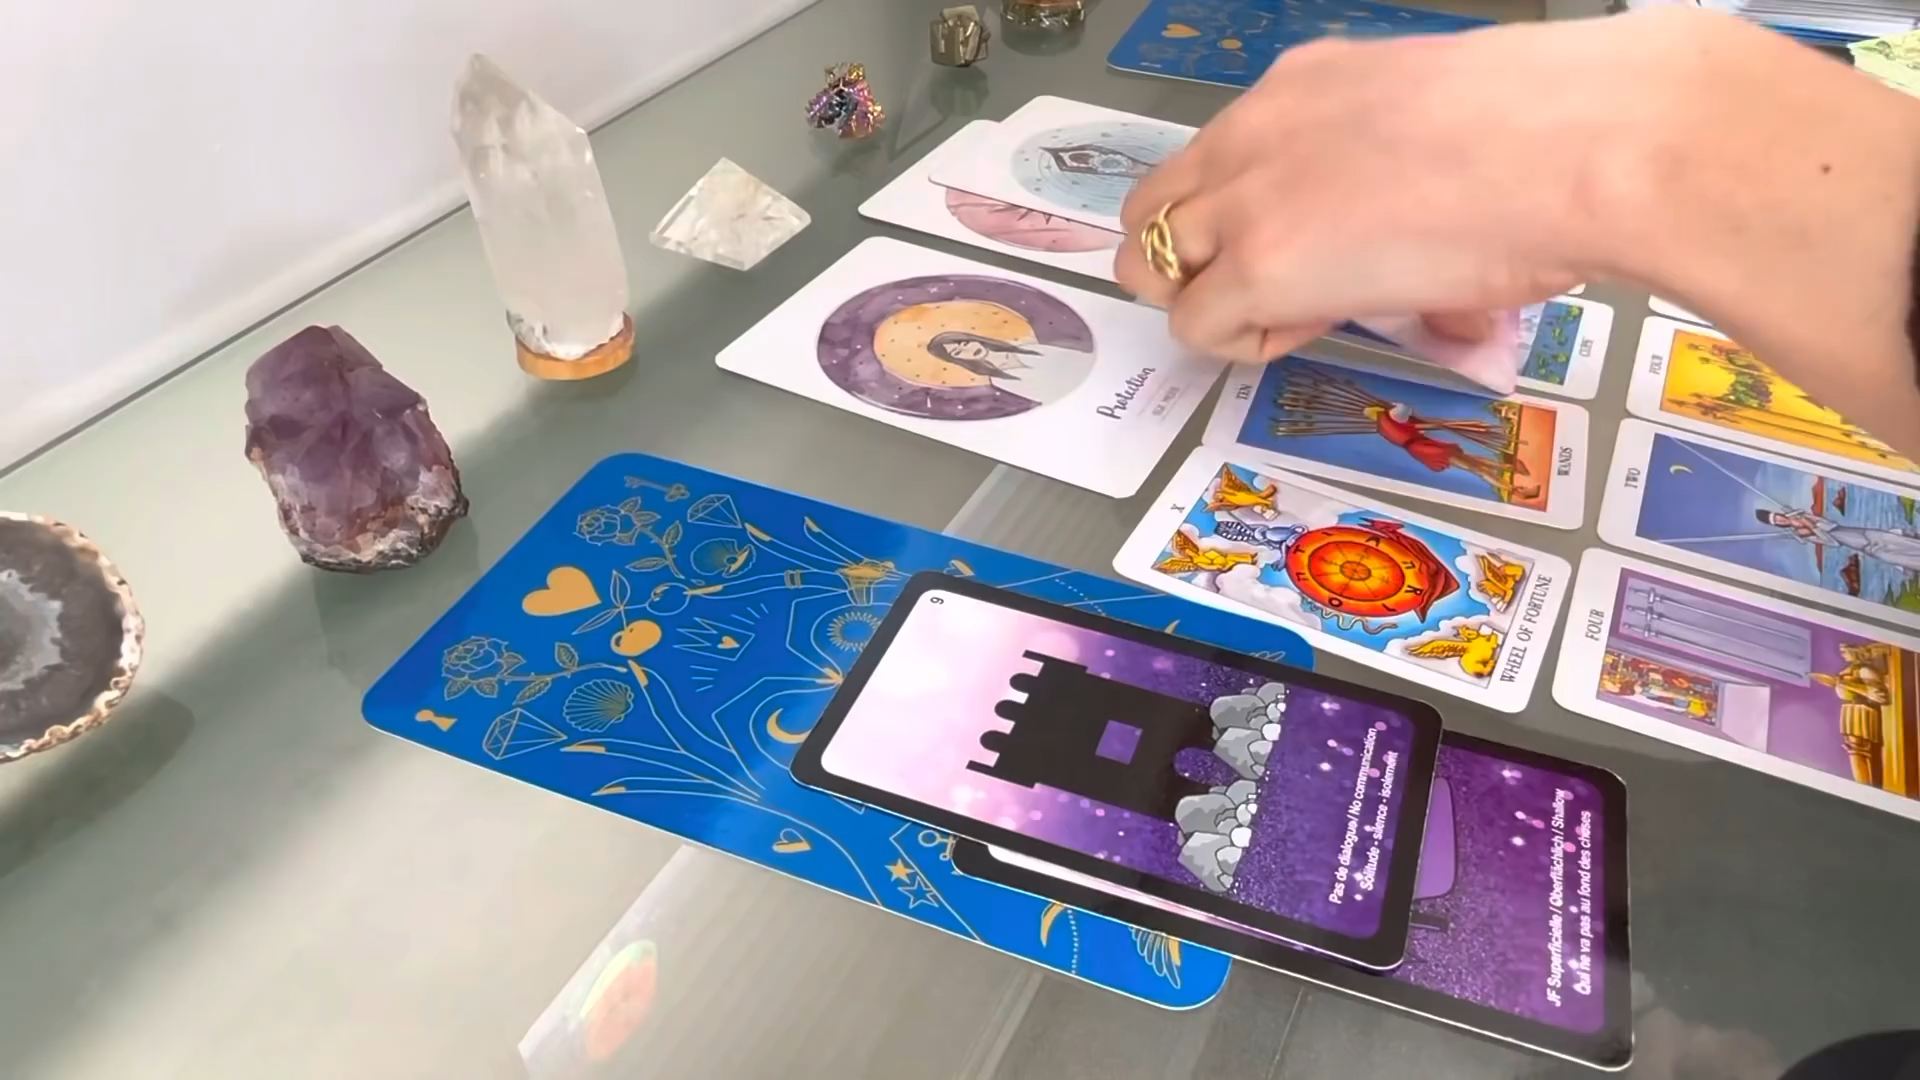 Protection
TEN
WANDS
CUPS
FOUR
TWO
X
WHEEL OF FORTUNE
FOUR
9
Pas de dialogue / No communication
Solitude - silence - isolement
JF Superficielle / Oberflächlich / Shallow
Qui ne va pas au fond des choses